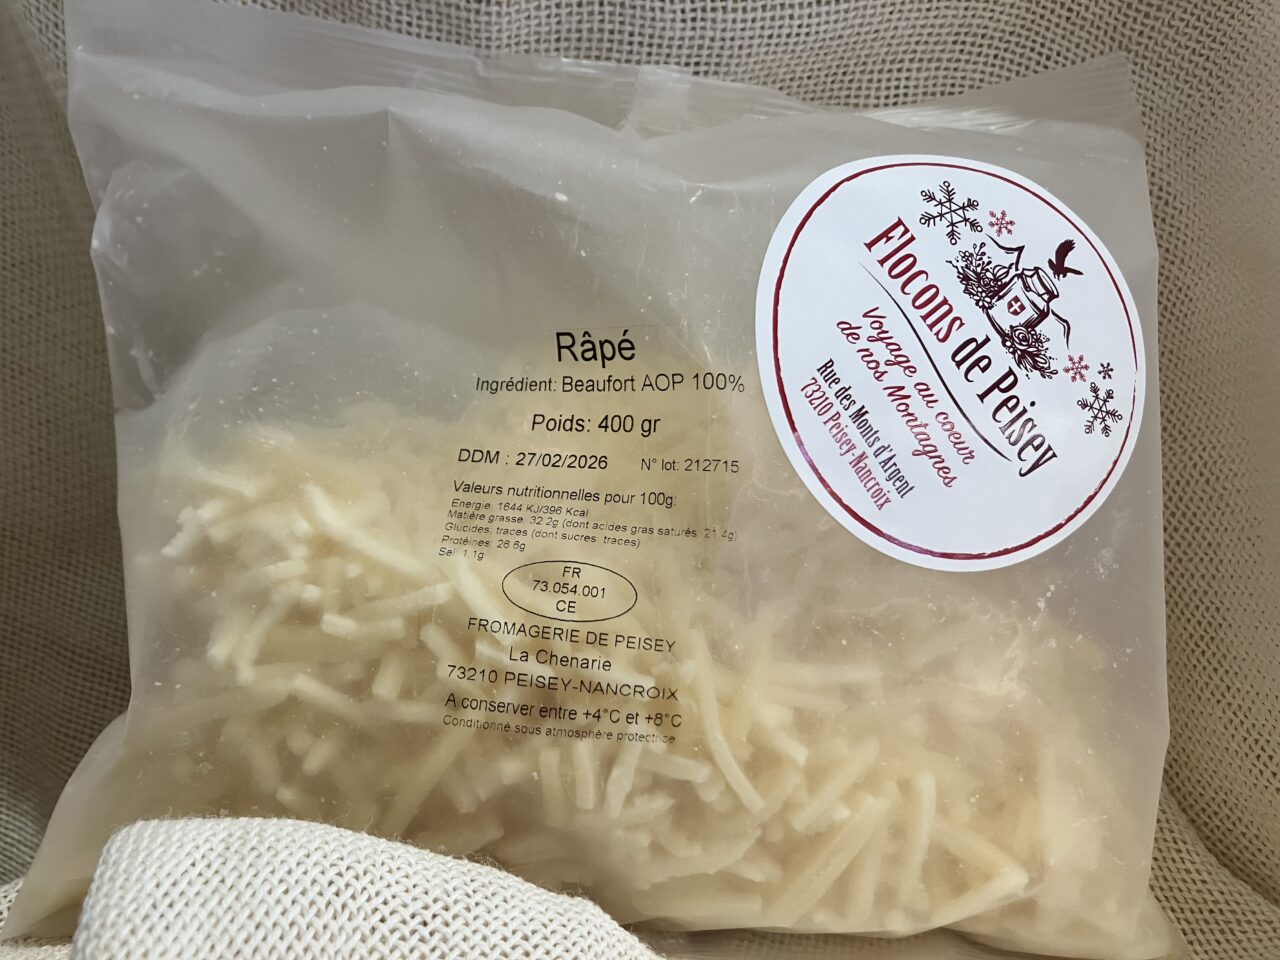 Râpé
Ingrédient: Beaufort AOP 100%
Poids: 400 gr
DDM : 27/02/2026 N° lot: 212715
Valeurs nutritionnelles pour 100g:
Energie: 1644 KJ/396 Kcal
Matière grasse: 32.2g (dont acides gras saturés: 21.4g)
Glucides: traces (dont sucres: traces)
Protéines: 26.6g
Sel: 1.1g
FR
73.054.001
CE
FROMAGERIE DE PEISEY
La Chenarie
73210 PEISEY-NANCROIX
A conserver entre +4°C et +8°C
Conditionné sous atmosphère protectrice
Flocons de Peisey
Voyage au coeur
de nos Montagnes
Rue des Monts d'Argent
73210 Peisey-Nancroix